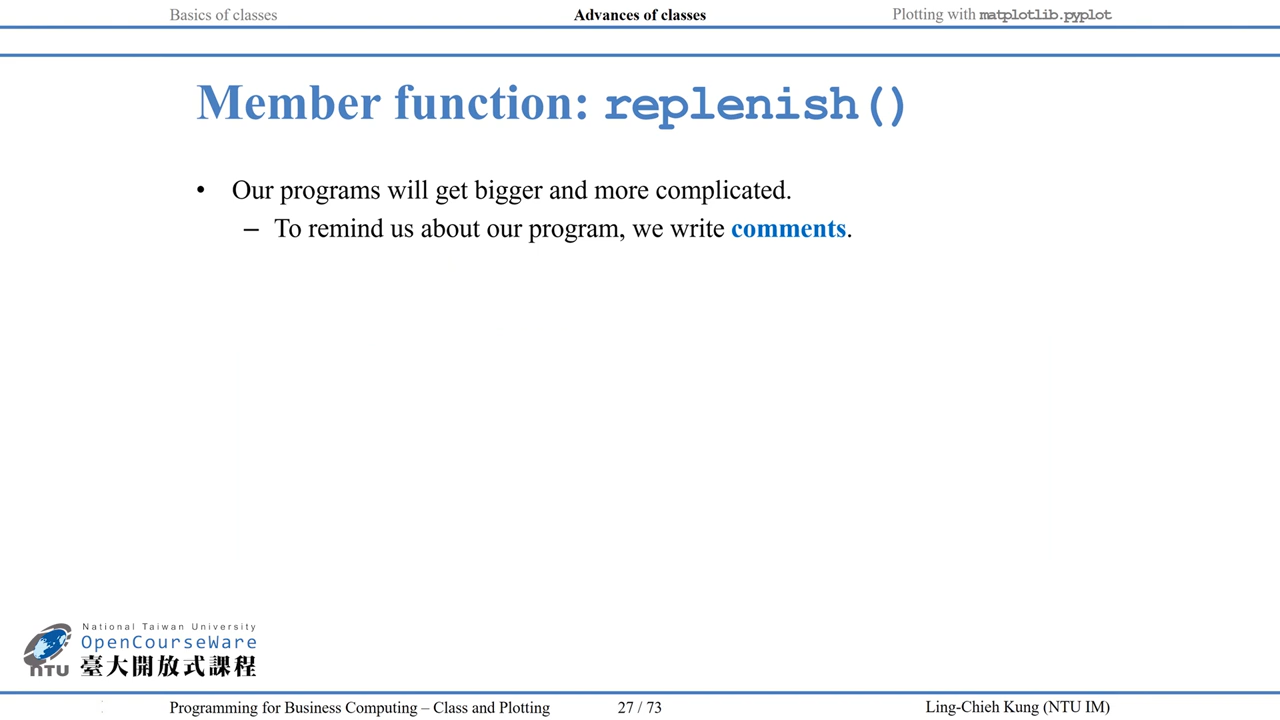 Basics of classes
Advances of classes
Plotting with matplotlib.pyplot
Member function: replenish()
• Our programs will get bigger and more complicated.
– To remind us about our program, we write comments.
National Taiwan University
OpenCourseWare
NTU 臺大開放式課程
Programming for Business Computing – Class and Plotting
27 / 73
Ling-Chieh Kung (NTU IM)